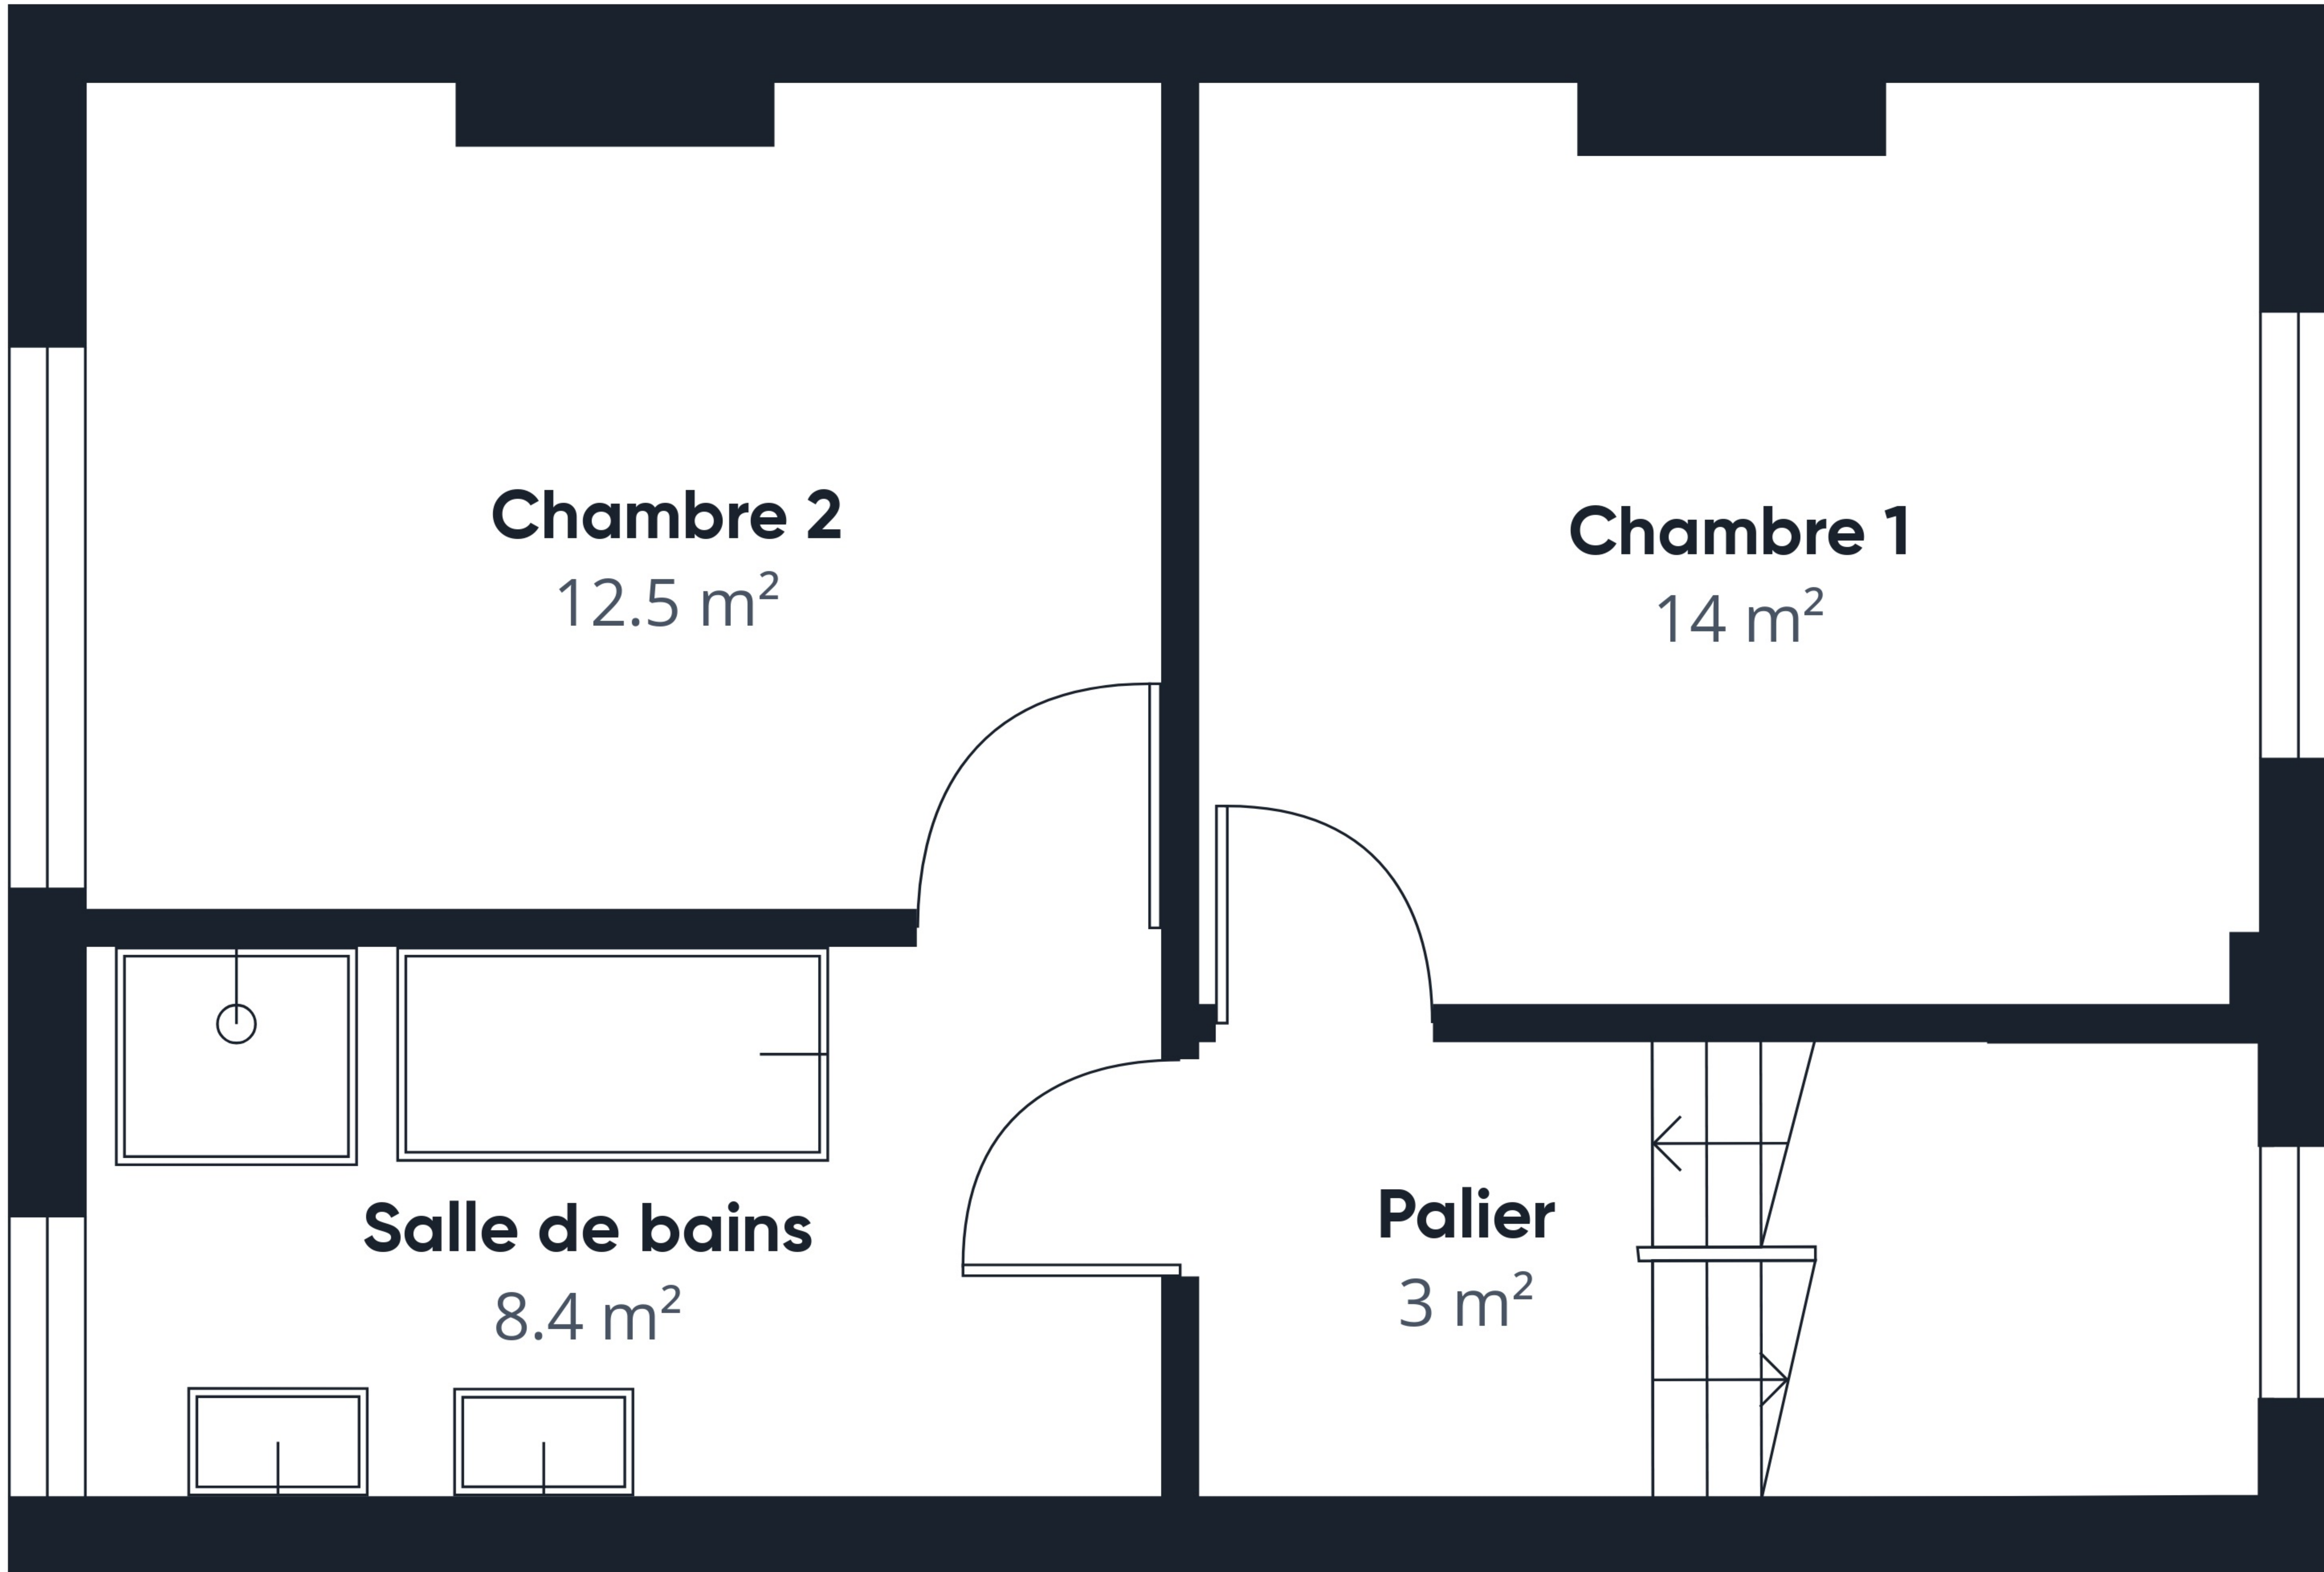 Chambre 2
12.5 m²
Chambre 1
14 m²
Salle de bains
8.4 m²
Palier
3 m²